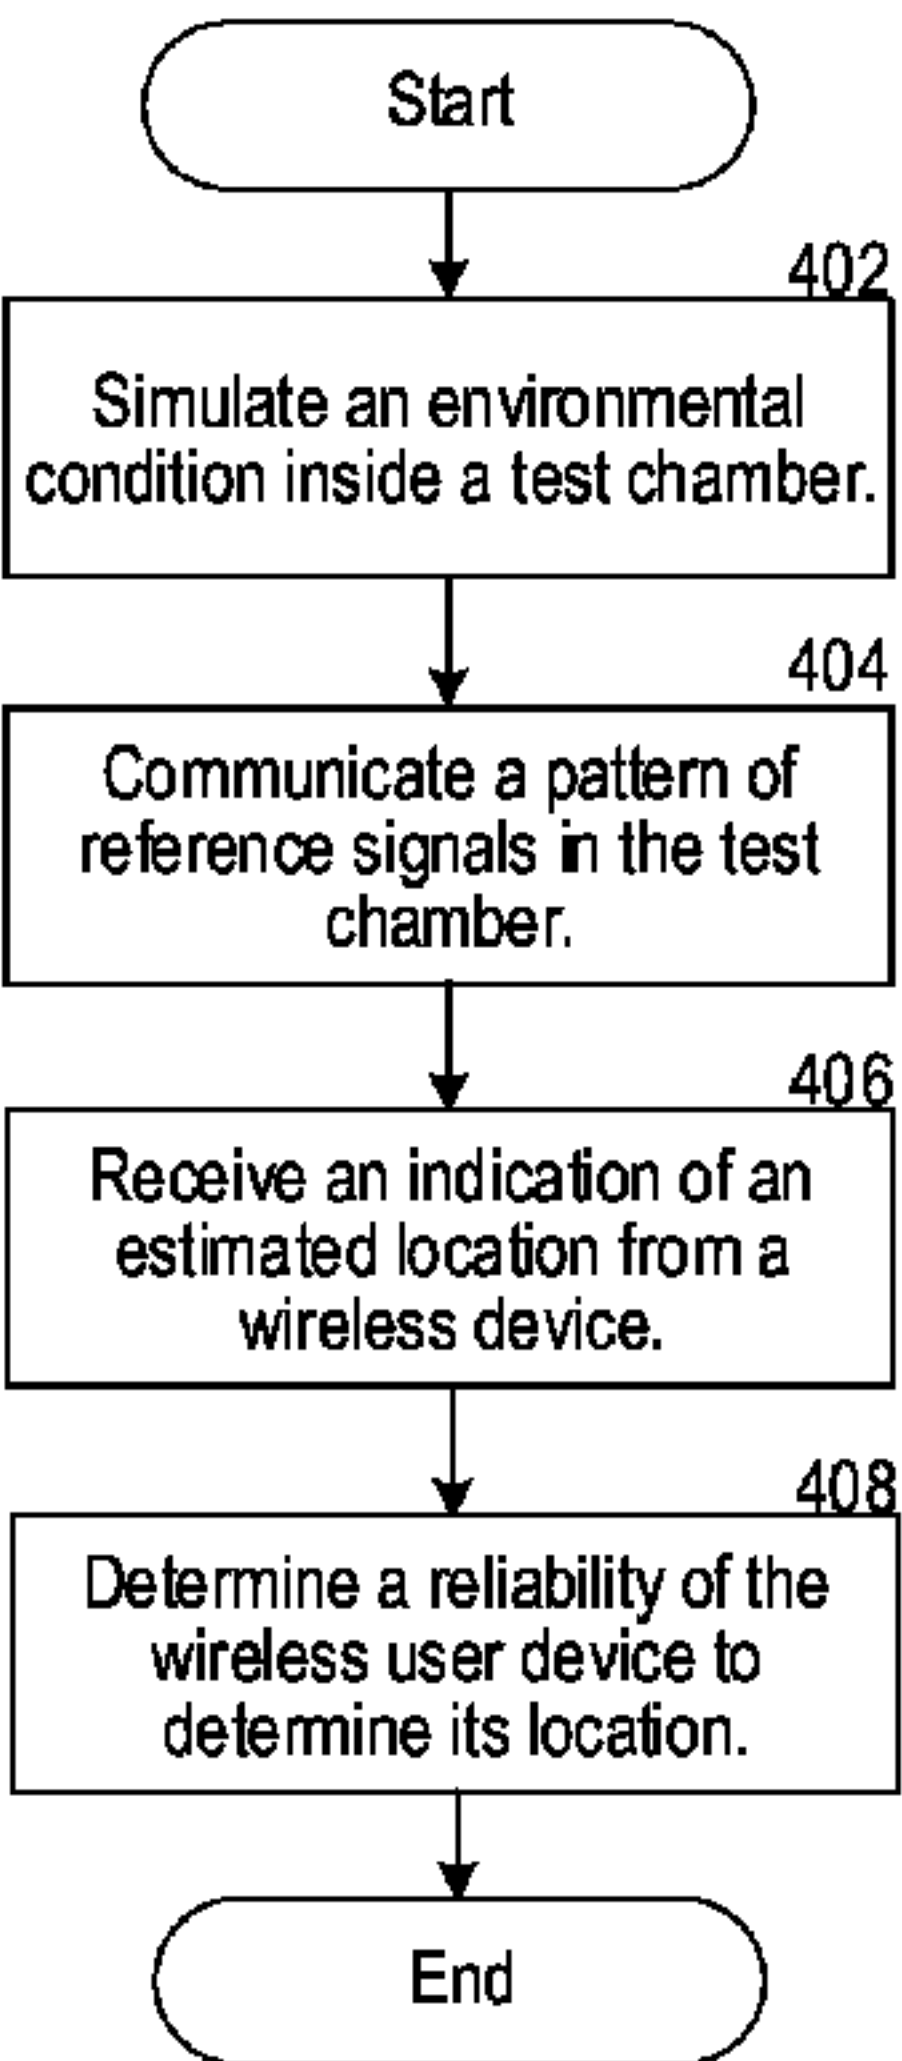 Start
402
Simulate an environmental
condition inside a test chamber.
404
Communicate a pattern of
reference signals in the test
chamber.
406
Receive an indication of an
estimated location from a
wireless device.
408
Determine a reliability of the
wireless user device to
determine its location.
End